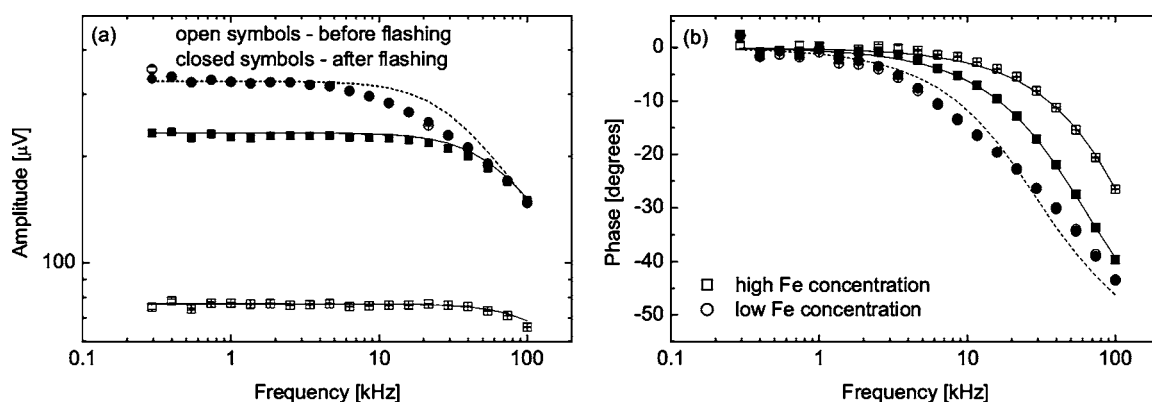 (a)
open symbols - before flashing
closed symbols - after flashing
Amplitude [μV]
100
0.1
1
10
100
Frequency [kHz]
(b)
0
-10
-20
-30
-40
-50
Phase [degrees]
high Fe concentration
low Fe concentration
0.1
1
10
100
Frequency [kHz]